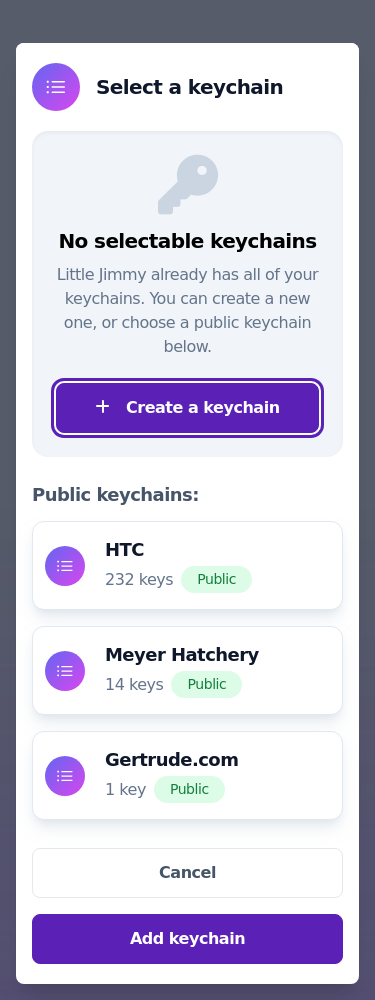 Select a keychain
No selectable keychains
Little Jimmy already has all of your
keychains. You can create a new
one, or choose a public keychain
below.
Create a keychain
Public keychains:
HTC
232 keys Public
Meyer Hatchery
14 keys Public
Gertrude.com
1 key Public
Cancel
Add keychain